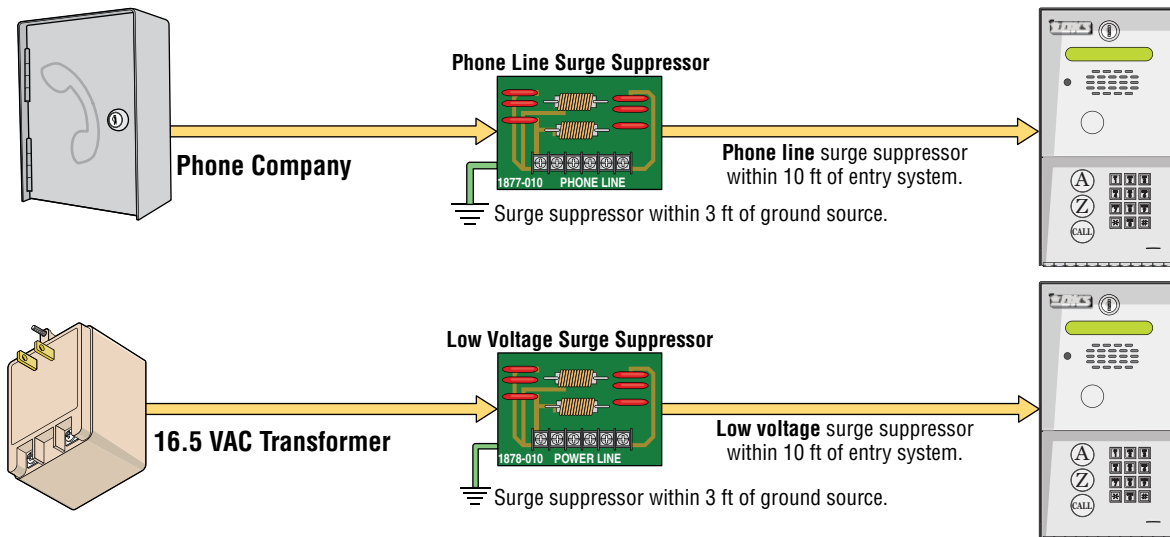 Phone Line Surge Suppressor
Phone Company
1877-010 PHONE LINE
Phone line surge suppressor
within 10 ft of entry system.
Surge suppressor within 3 ft of ground source.
A
Z
CALL
Low Voltage Surge Suppressor
16.5 VAC Transformer
1878-010 POWER LINE
Low voltage surge suppressor
within 10 ft of entry system.
Surge suppressor within 3 ft of ground source.
A
Z
CALL